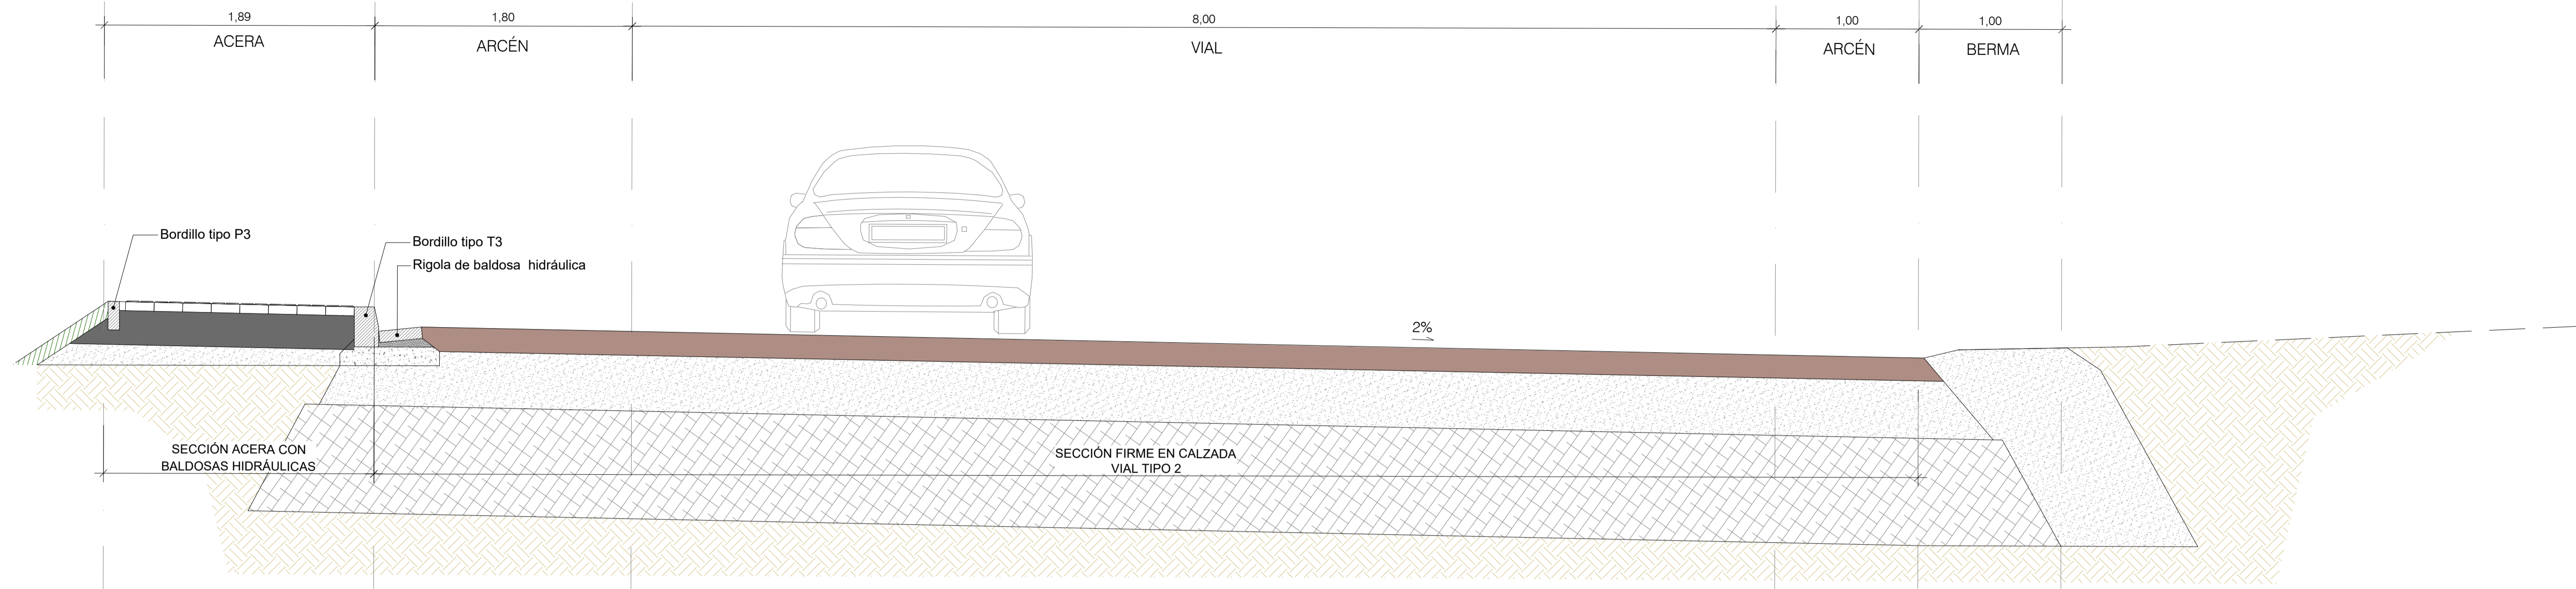 1,89
1,80
8,00
1,00
1,00
ACERA
ARCÉN
VIAL
ARCÉN
BERMA
Bordillo tipo P3
Bordillo tipo T3
Rigola de baldosa hidráulica
2%
SECCIÓN ACERA CON
BALDOSAS HIDRÁULICAS
SECCIÓN FIRME EN CALZADA
VIAL TIPO 2